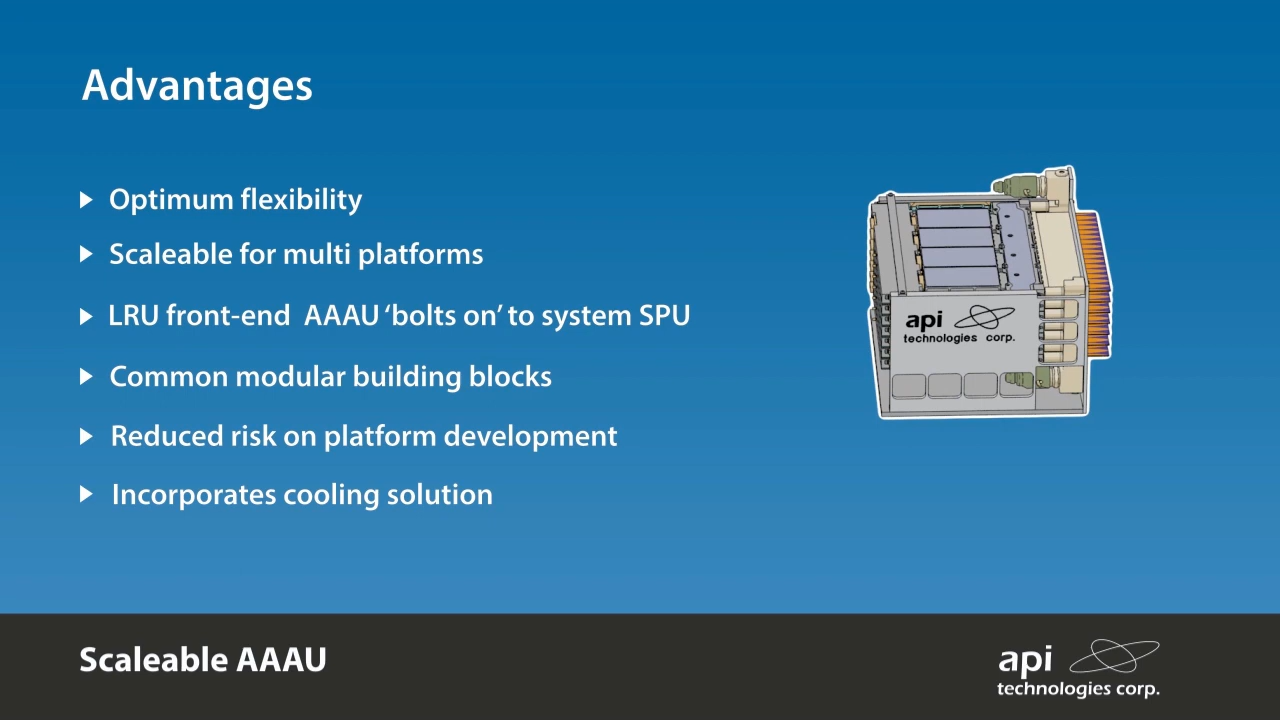 Advantages
Optimum flexibility
Scaleable for multi platforms
LRU front-end  AAAU ‘bolts on’ to system SPU
Common modular building blocks
Reduced risk on platform development
Incorporates cooling solution
api
technologies corp.
Scaleable AAAU
api
technologies corp.